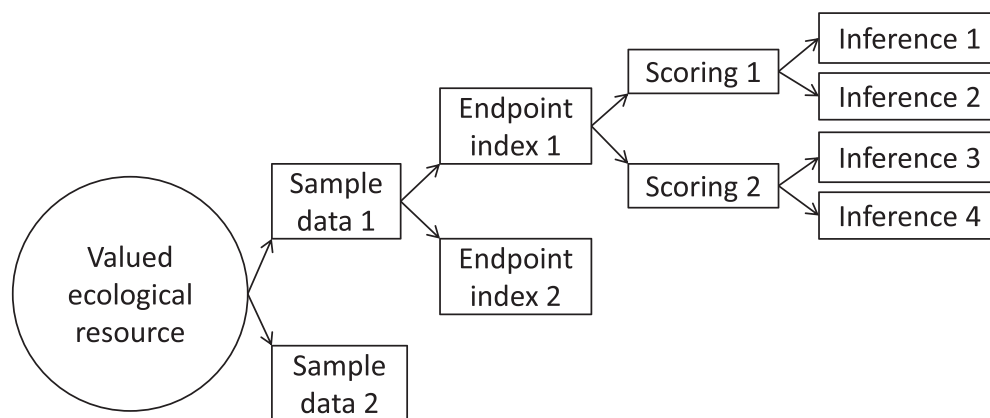 Valued
ecological
resource
Sample
data 1
Sample
data 2
Endpoint
index 1
Endpoint
index 2
Scoring 1
Scoring 2
Inference 1
Inference 2
Inference 3
Inference 4